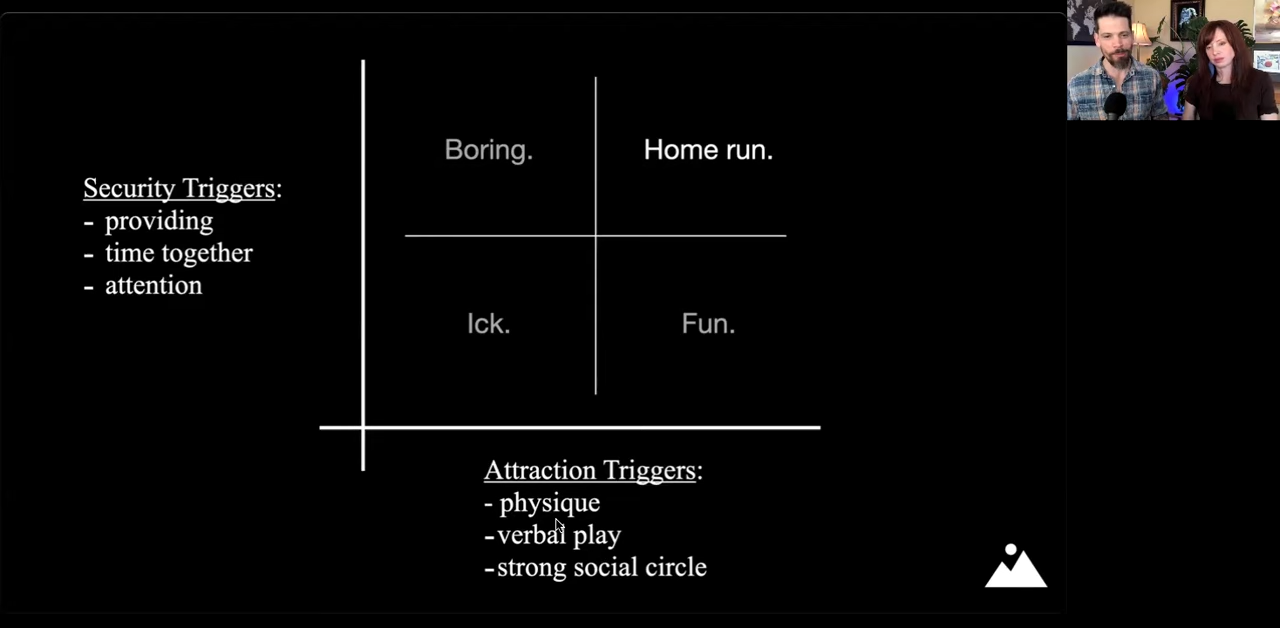 Boring.
Home run.
Security Triggers:
- providing
- time together
- attention
Ick.
Fun.
Attraction Triggers:
- physique
-verbal play
-strong social circle